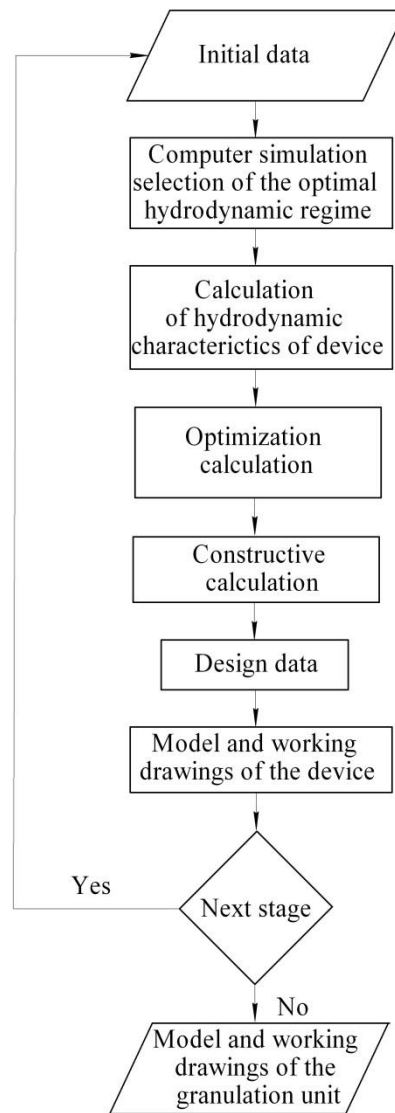 Initial data
Computer simulation
selection of the optimal
hydrodynamic regime
Calculation
of hydrodynamic
characterictics of device
Optimization
calculation
Constructive
calculation
Design data
Model and working
drawings of the device
Yes
Next stage
No
Model and working
drawings of the
granulation unit